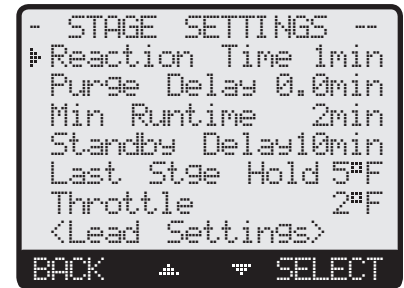 - STAGE SETTINGS --
Reaction Time 1min
Purge Delay 0.0min
Min Runtime 2min
Standby Delay10min
Last Stge Hold 5°F
Throttle 2°F
<Lead Settings>
BACK ▲ ▼ SELECT